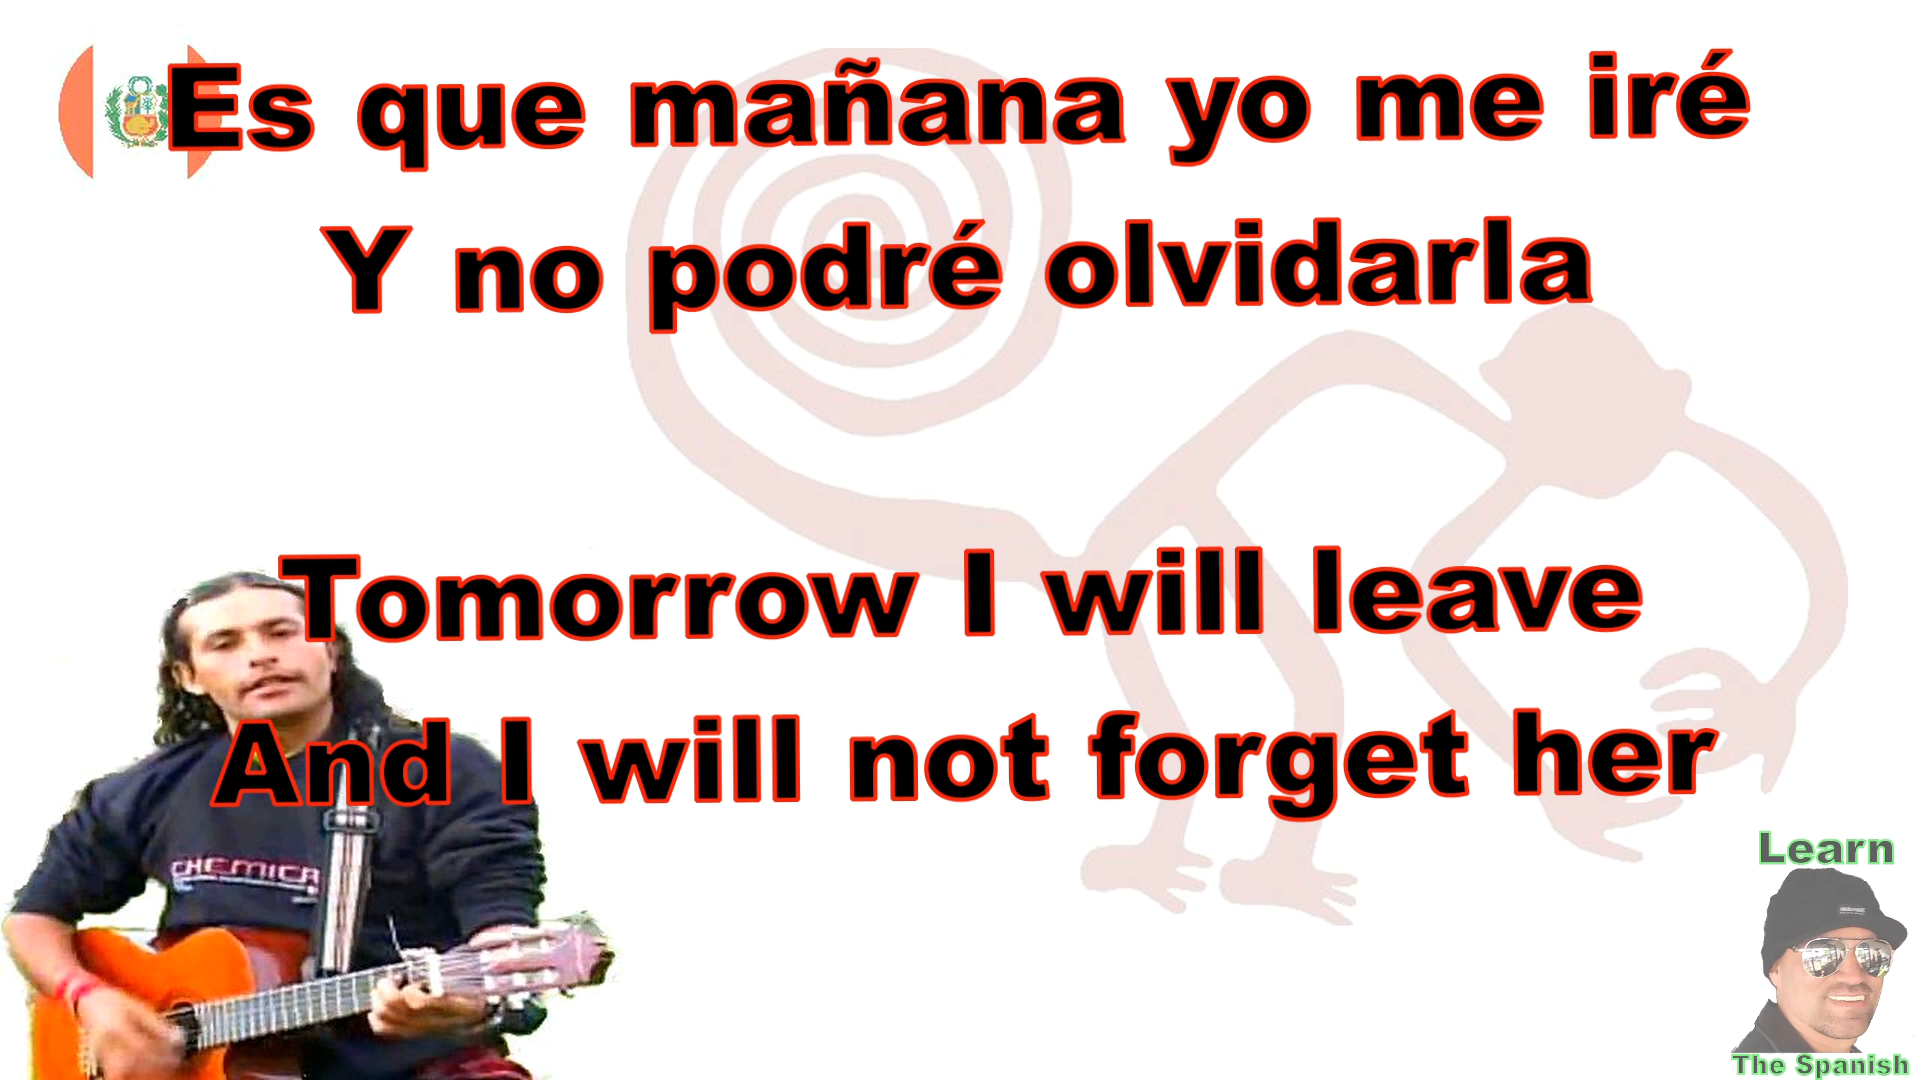 Es que mañana yo me iré
Y no podré olvidarla
Tomorrow I will leave
And I will not forget her
CHEMICA
Learn
The Spanish